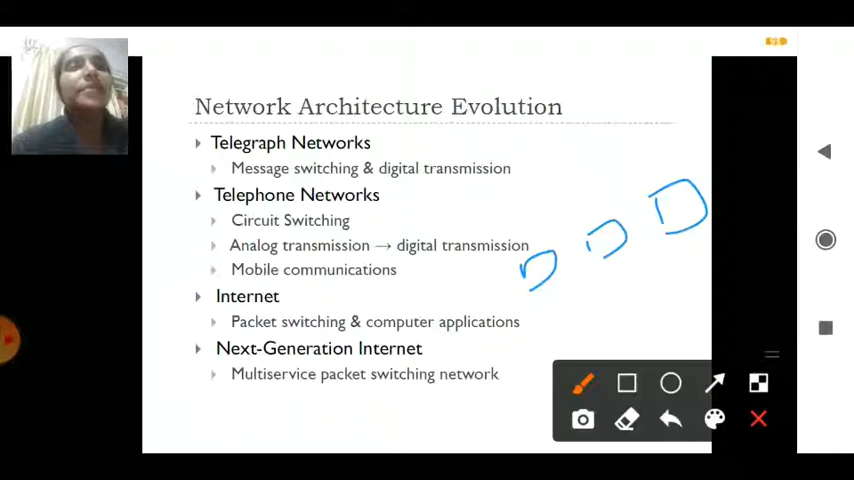 Network Architecture Evolution
Telegraph Networks
Message switching & digital transmission
Telephone Networks
Circuit Switching
Analog transmission → digital transmission
Mobile communications
Internet
Packet switching & computer applications
Next-Generation Internet
Multiservice packet switching network